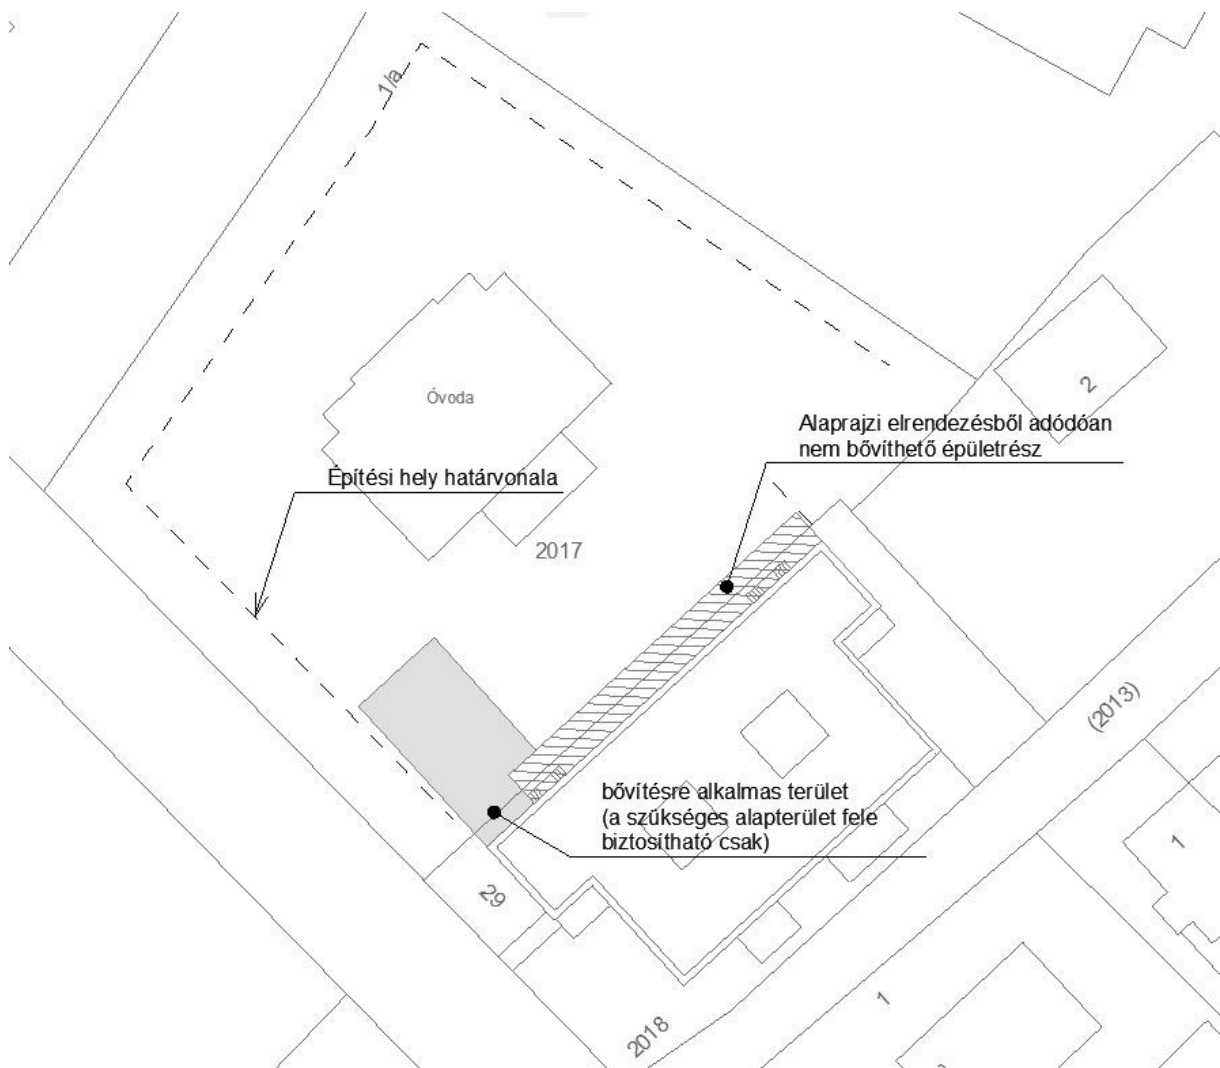 1/a
Óvoda
2
Alaprajzi elrendezésből adódóan
nem bővíthető épületrész
Építési hely határvonala
2017
(2013)
bővítésre alkalmas terület
(a szükséges alapterület fele
biztosítható csak)
1
29
1
2018